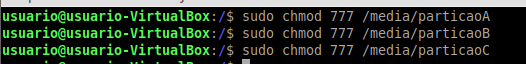 usuario@usuario-VirtualBox:/$ sudo chmod 777 /media/particaoA
usuario@usuario-VirtualBox:/$ sudo chmod 777 /media/particaoB
usuario@usuario-VirtualBox:/$ sudo chmod 777 /media/particaoC